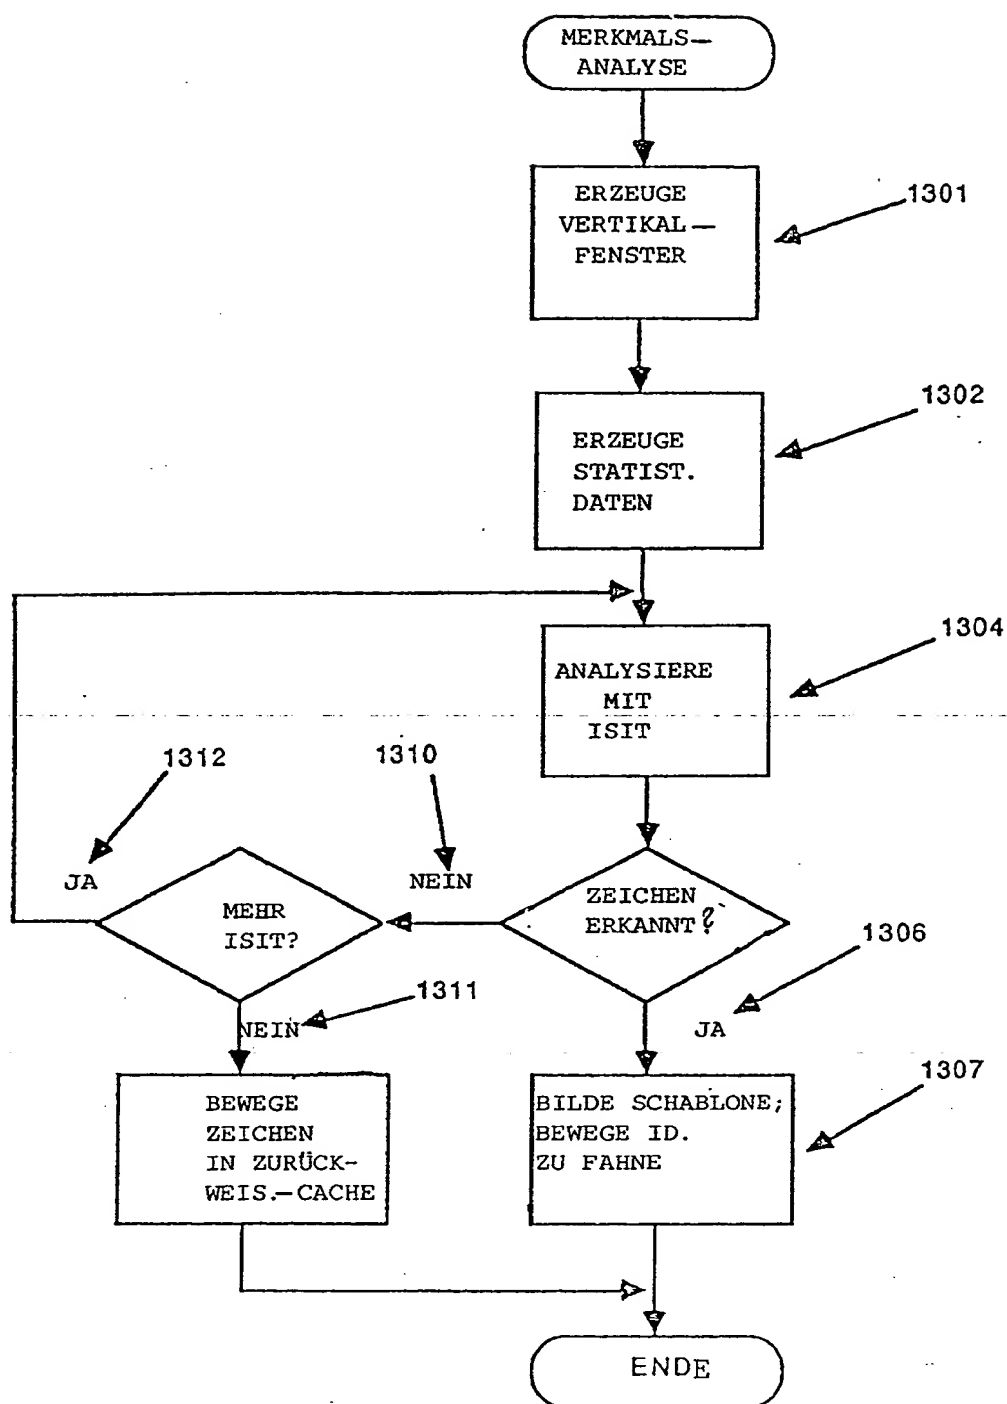 MERKMALS—
ANALYSE
ERZEUGE
VERTIKAL—
FENSTER
1301
ERZEUGE
STATIST.
DATEN
1302
ANALYSIERE
MIT
ISIT
1304
1312
1310
JA
NEIN
MEHR
ISIT?
ZEICHEN
ERKANNT?
1306
1311
NEIN
JA
1307
BEWEGE
ZEICHEN
IN ZURÜCK-
WEIS.—CACHE
BILDE SCHABLONE;
BEWEGE ID.
ZU FAHNE
ENDE